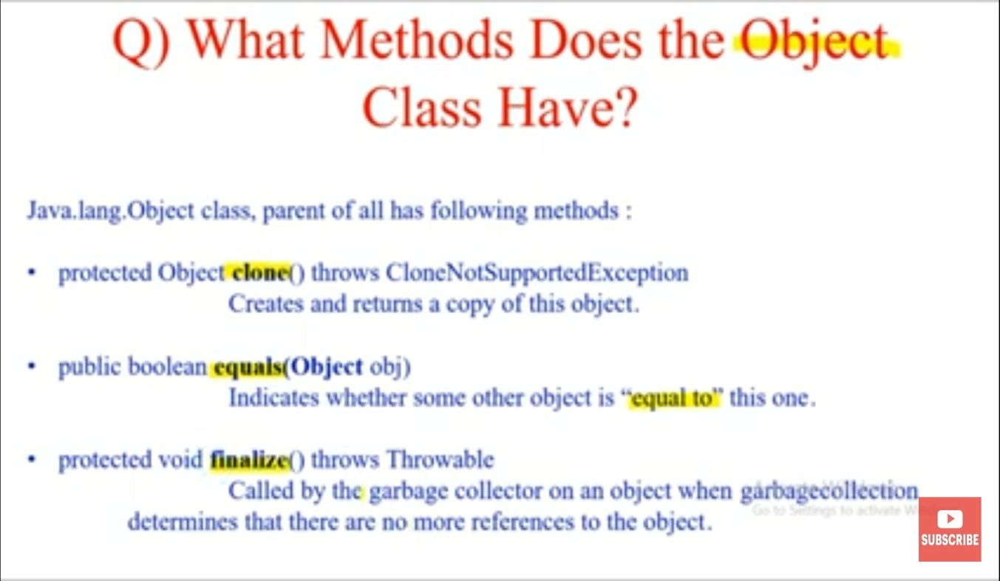 Q) What Methods Does the Object
Class Have?
Java.lang.Object class, parent of all has following methods :
• protected Object clone() throws CloneNotSupportedException
Creates and returns a copy of this object.
• public boolean equals(Object obj)
Indicates whether some other object is “equal to” this one.
• protected void finalize() throws Throwable
Called by the garbage collector on an object when garbagecollection
determines that there are no more references to the object.
Go to Settings to activate
SUBSCRIBE